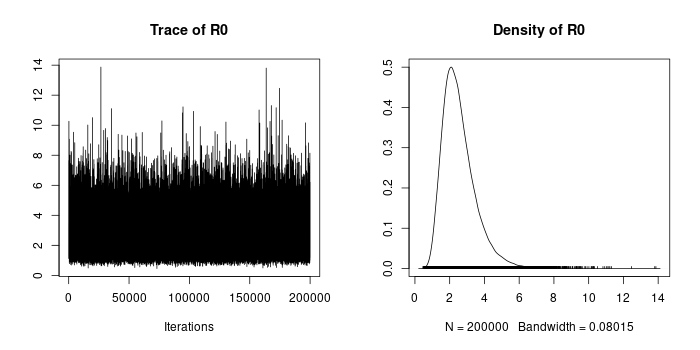 Trace of R0
0 2 4 6 8 10 12 14
0 50000 100000 150000 200000
Iterations
Density of R0
0.0 0.1 0.2 0.3 0.4 0.5
0 2 4 6 8 10 12 14
N = 200000 Bandwidth = 0.08015